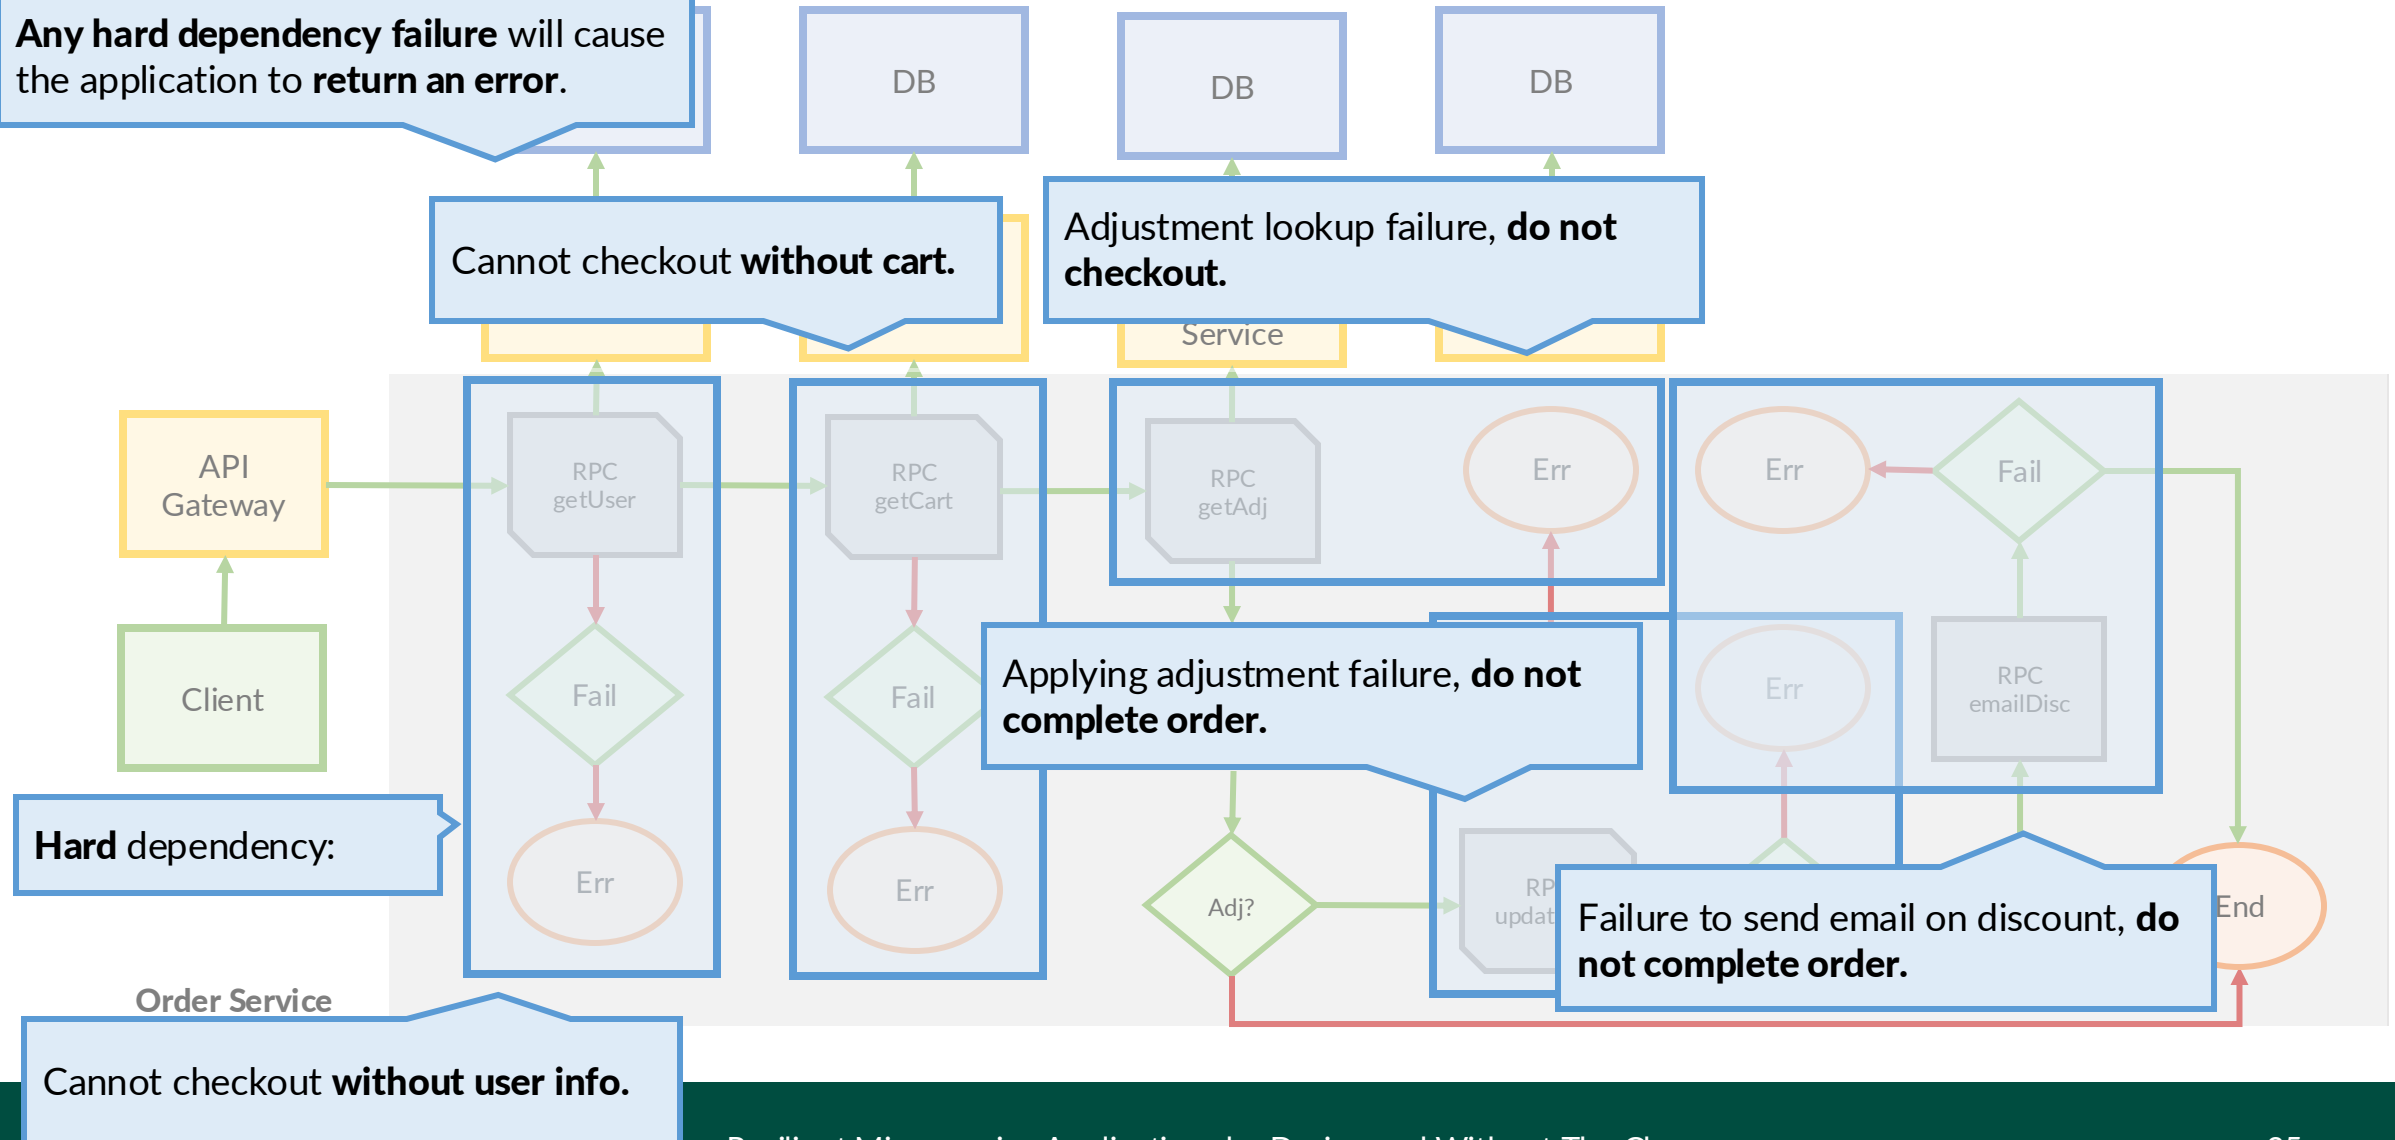 Any hard dependency failure will cause
the application to return an error.
DB
DB
DB
Cannot checkout without cart.
Adjustment lookup failure, do not
checkout.
Service
API
Gateway
RPC
getUser
RPC
getCart
RPC
getAdj
Err
Err
Fail
Client
Fail
Fail
Applying adjustment failure, do not
complete order.
Err
RPC
emailDisc
Hard dependency:
Err
Err
Adj?
Failure to send email on discount, do
not complete order.
End
Order Service
Cannot checkout without user info.